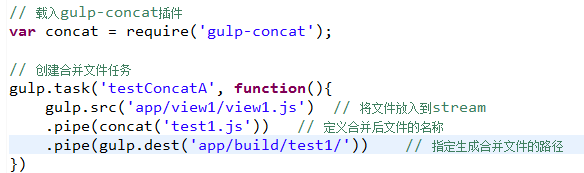 // 载入gulp-concat插件
var concat = require('gulp-concat');
// 创建合并文件任务
gulp.task('testConcatA', function(){
gulp.src('app/view1/view1.js') // 将文件放入到stream
.pipe(concat('test1.js')) // 定义合并后文件的名称
.pipe(gulp.dest('app/build/test1/')) // 指定生成合并文件的路径
})